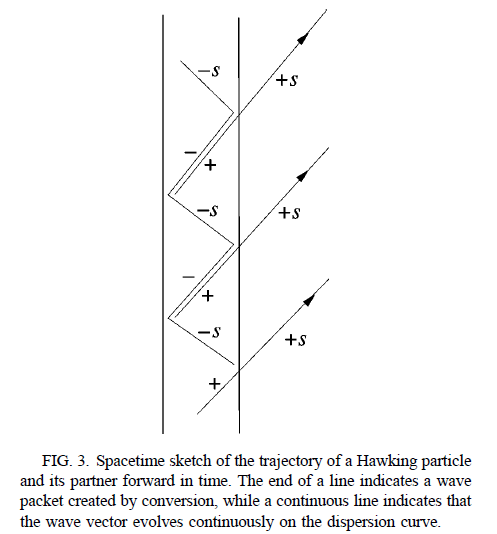 −s
+s
−
+
−s
+s
−
+
−s
+s
+
FIG. 3. Spacetime sketch of the trajectory of a Hawking particle
and its partner forward in time. The end of a line indicates a wave
packet created by conversion, while a continuous line indicates that
the wave vector evolves continuously on the dispersion curve.